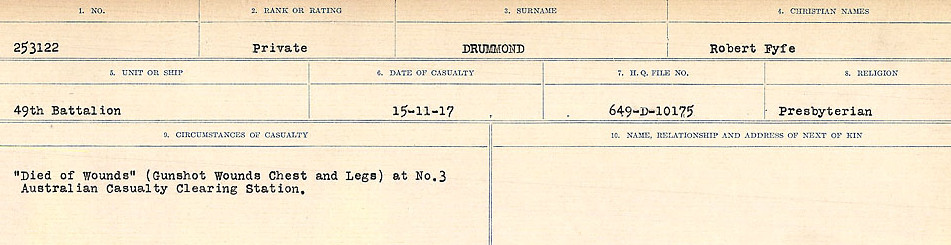 1. NO. 2. RANK OR RATING 3. SURNAME 4. CHRISTIAN NAMES
253122 Private DRUMMOND Robert Fyfe
5. UNIT OR SHIP 6. DATE OF CASUALTY 7. H. Q. FILE NO. 8. RELIGION
49th Battalion 15-11-17 649-D-10175 Presbyterian
9. CIRCUMSTANCES OF CASUALTY 10. NAME, RELATIONSHIP AND ADDRESS OF NEXT OF KIN
"Died of Wounds" (Gunshot Wounds Chest and Legs) at No.3
Australian Casualty Clearing Station.